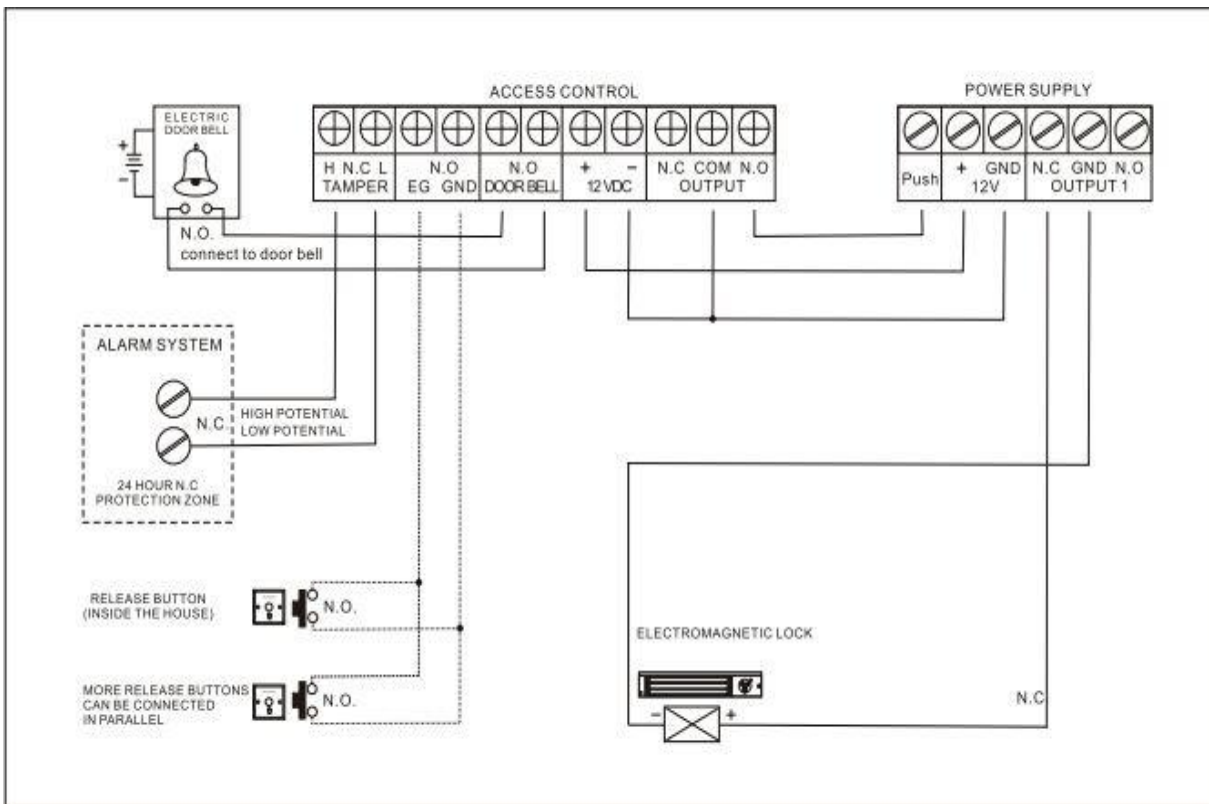 ACCESS CONTROL
POWER SUPPLY
ELECTRIC
DOOR BELL
+
-
H N.C L
TAMPER
N.O
EG GND
N.O
DOOR BELL
+ -
12 VDC
N.C COM N.O
OUTPUT
Push
+ GND
12V
N.C GND N.O
OUTPUT 1
N.O.
connect to door bell
ALARM SYSTEM
N.C.
HIGH POTENTIAL
LOW POTENTIAL
24 HOUR N.C
PROTECTION ZONE
RELEASE BUTTON
(INSIDE THE HOUSE)
N.O.
MORE RELEASE BUTTONS
CAN BE CONNECTED
IN PARALLEL
N.O.
ELECTROMAGNETIC LOCK
- +
N.C